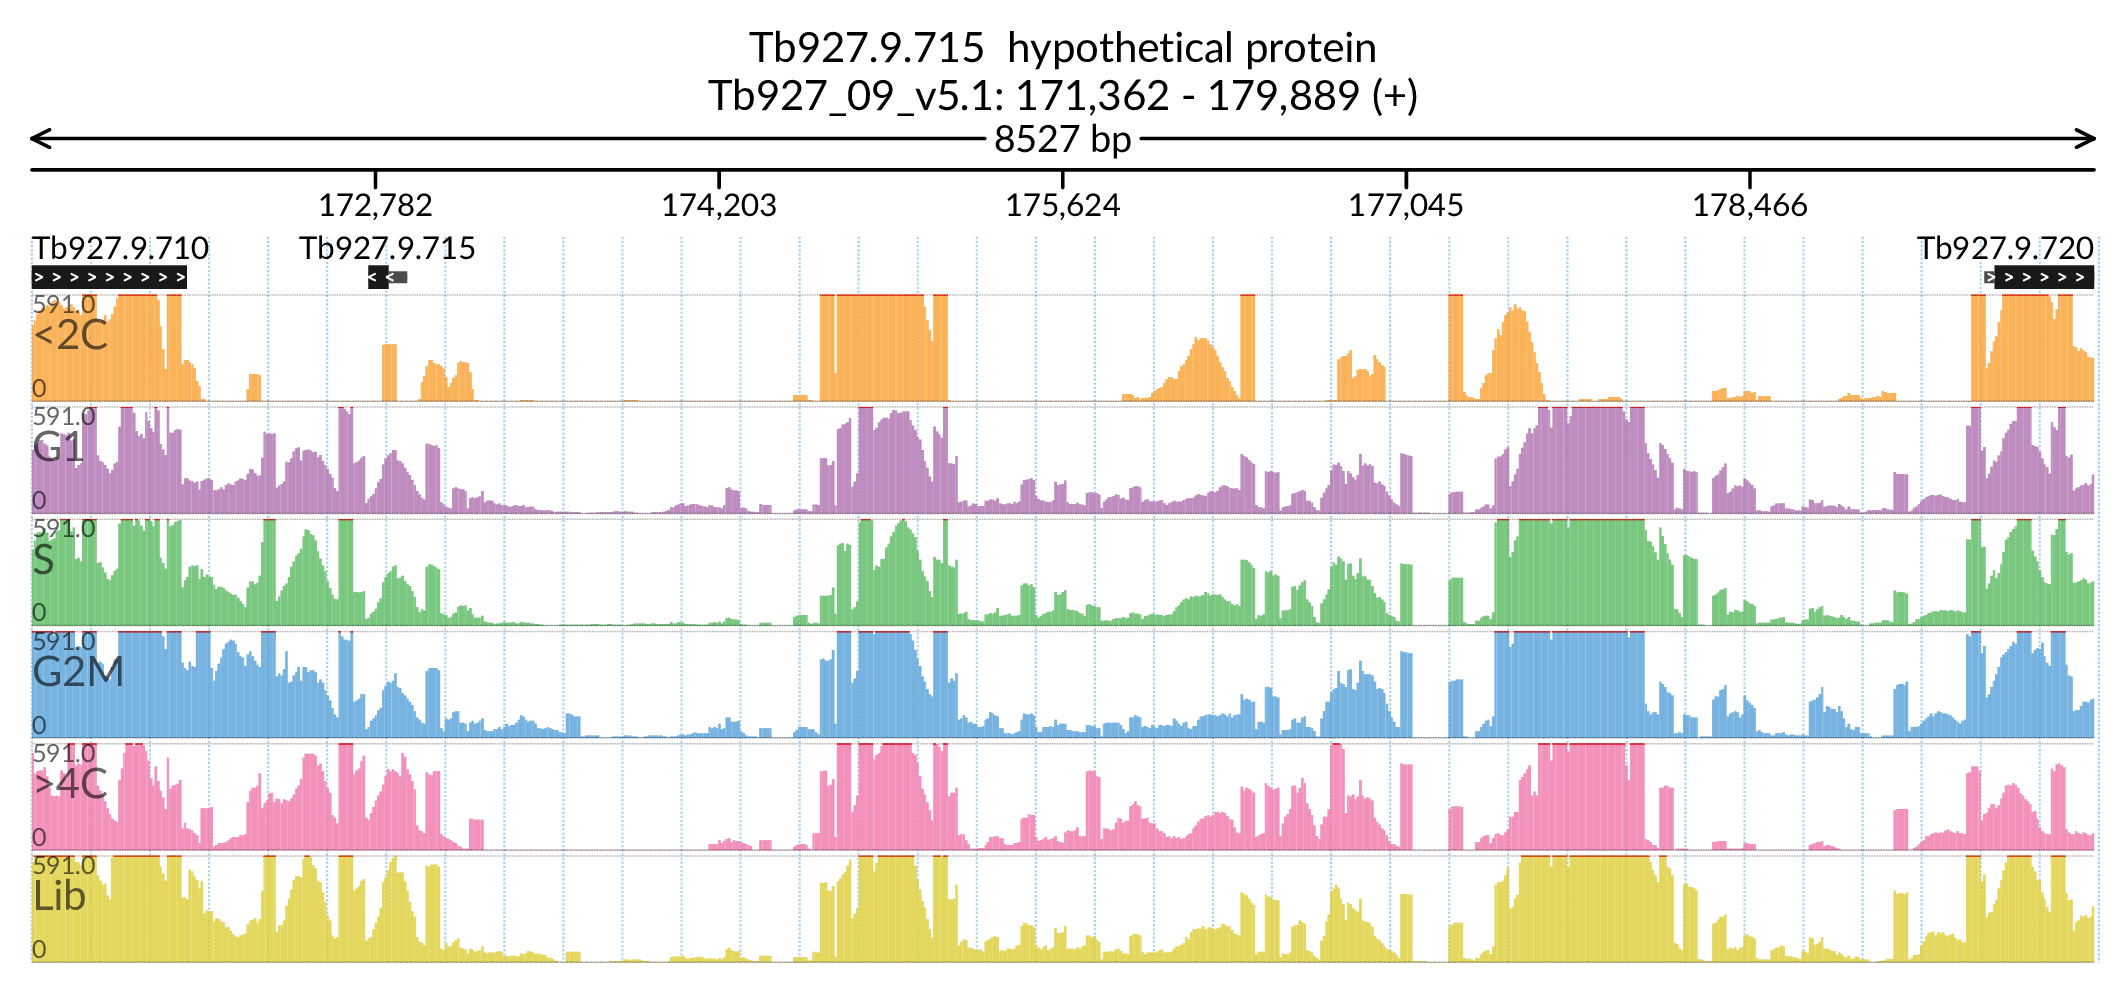 Tb927.9.715  hypothetical protein
Tb927_09_v5.1: 171,362 - 179,889 (+)
8527 bp
172,782 174,203 175,624 177,045 178,466
Tb927.9.710 Tb927.9.715 Tb927.9.720
591.0
<2C
0
591.0
G1
0
591.0
S
0
591.0
G2M
0
591.0
>4C
0
591.0
Lib
0